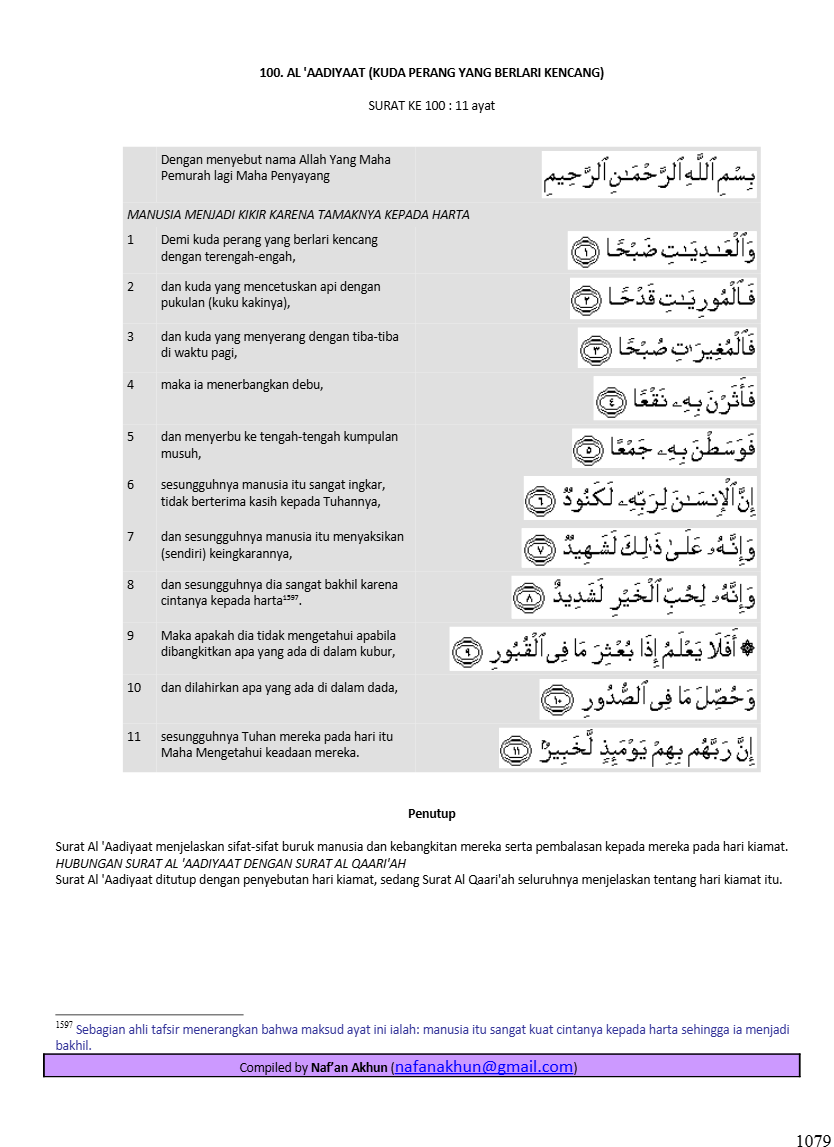 100. AL 'AADIYAAT (KUDA PERANG YANG BERLARI KENCANG)
SURAT KE 100 : 11 ayat
Dengan menyebut nama Allah Yang Maha
Pemurah lagi Maha Penyayang
بِسْمِ ٱللَّهِ ٱلرَّحْمَـٰنِ ٱلرَّحِيمِ
MANUSIA MENJADI KIKIR KARENA TAMAKNYA KEPADA HARTA
1 Demi kuda perang yang berlari kencang
dengan terengah-engah,
وَٱلْعَـٰدِيَـٰتِ ضَبْحًا ١
2 dan kuda yang mencetuskan api dengan
pukulan (kuku kakinya),
فَٱلْمُورِيَـٰتِ قَدْحًا ٢
3 dan kuda yang menyerang dengan tiba-tiba
di waktu pagi,
فَٱلْمُغِيرَٰتِ صُبْحًا ٣
4 maka ia menerbangkan debu,
فَأَثَرْنَ بِهِۦ نَقْعًا ٤
5 dan menyerbu ke tengah-tengah kumpulan
musuh,
فَوَسَطْنَ بِهِۦ جَمْعًا ٥
6 sesungguhnya manusia itu sangat ingkar,
tidak berterima kasih kepada Tuhannya,
إِنَّ ٱلْإِنسَـٰنَ لِرَبِّهِۦ لَكَنُودٌ ٦
7 dan sesungguhnya manusia itu menyaksikan
(sendiri) keingkarannya,
وَإِنَّهُۥ عَلَىٰ ذَٰلِكَ لَشَهِيدٌ ٧
8 dan sesungguhnya dia sangat bakhil karena
cintanya kepada harta1597.
وَإِنَّهُۥ لِحُبِّ ٱلْخَيْرِ لَشَدِيدٌ ٨
9 Maka apakah dia tidak mengetahui apabila
dibangkitkan apa yang ada di dalam kubur,
۞ أَفَلَا يَعْلَمُ إِذَا بُعْثِرَ مَا فِى ٱلْقُبُورِ ٩
10 dan dilahirkan apa yang ada di dalam dada,
وَحُصِّلَ مَا فِى ٱلصُّدُورِ ١٠
11 sesungguhnya Tuhan mereka pada hari itu
Maha Mengetahui keadaan mereka.
إِنَّ رَبَّهُم بِهِمْ يَوْمَئِذٍ لَّخَبِيرٌۢ ١١
Penutup
Surat Al 'Aadiyaat menjelaskan sifat-sifat buruk manusia dan kebangkitan mereka serta pembalasan kepada mereka pada hari kiamat.
HUBUNGAN SURAT AL 'AADIYAAT DENGAN SURAT AL QAARI'AH
Surat Al 'Aadiyaat ditutup dengan penyebutan hari kiamat, sedang Surat Al Qaari'ah seluruhnya menjelaskan tentang hari kiamat itu.
1597 Sebagian ahli tafsir menerangkan bahwa maksud ayat ini ialah: manusia itu sangat kuat cintanya kepada harta sehingga ia menjadi
bakhil.
Compiled by Naf'an Akhun (nafanakhun@gmail.com)
1079